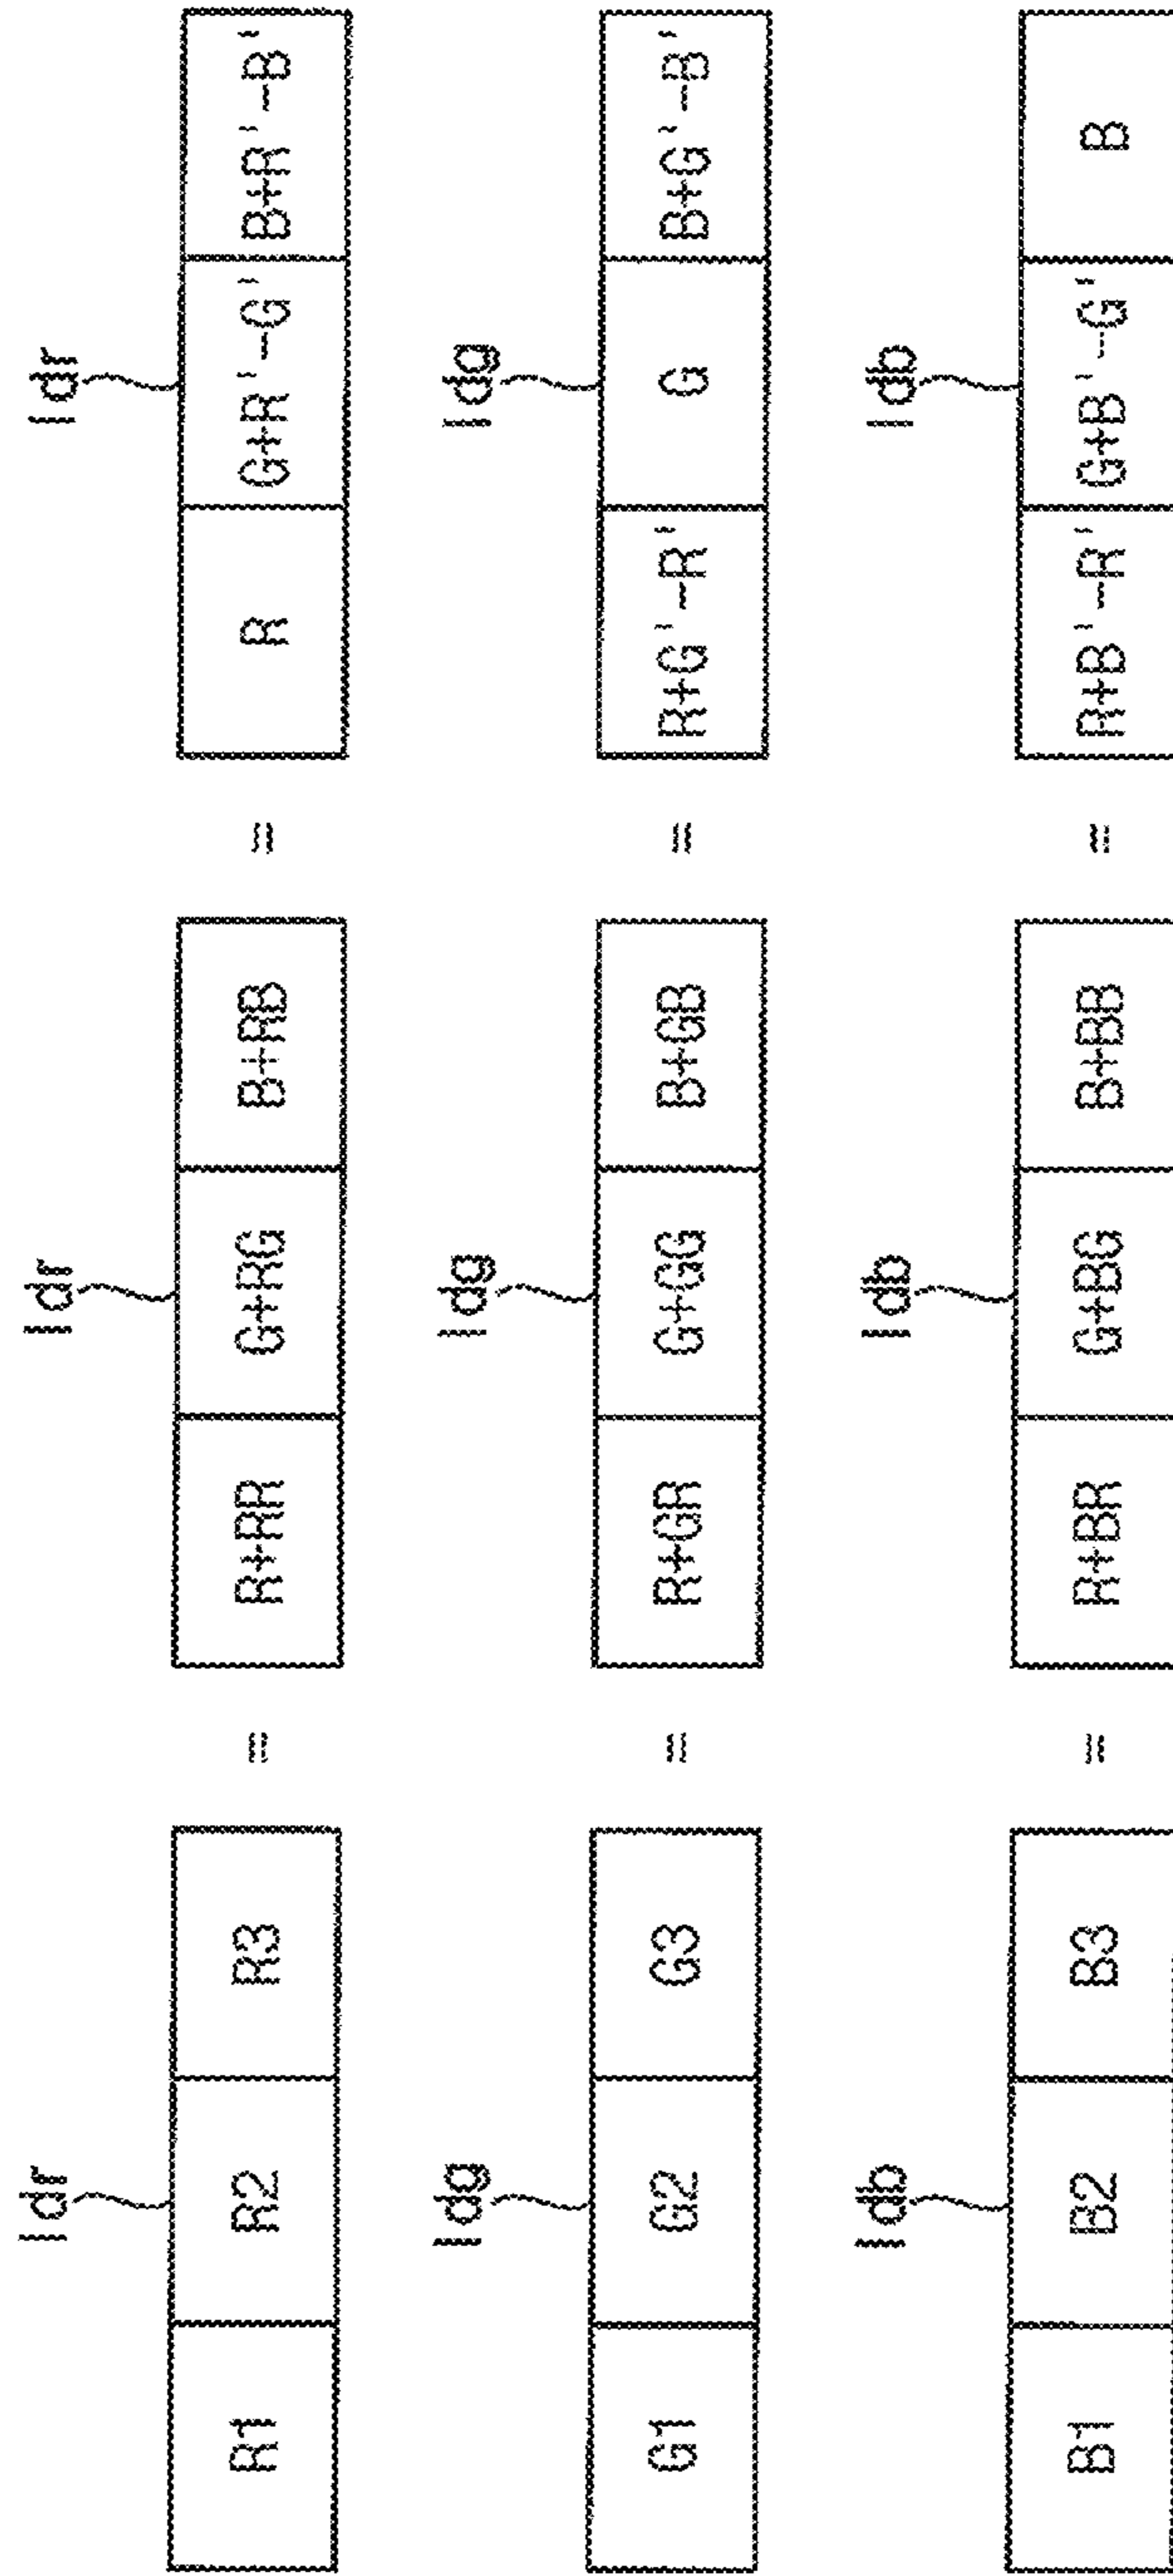 Idr Idr Idr
R1 R2 R3 = R+RR G+RG B+RB = R G+R'-G' B+R'-B'
Idg Idg Idg
G1 G2 G3 = R+GR G+GG B+GB = R+G'-R' G B+G'-B'
Idb Idb Idb
B1 B2 B3 = R+BR G+BG B+BB = R+B'-R' G+B'-G' B